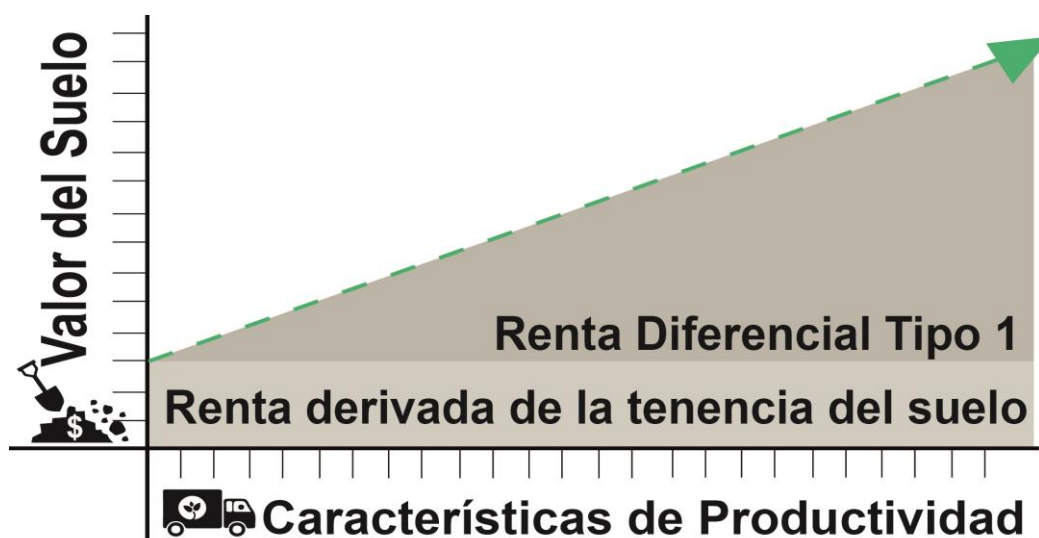 Valor del Suelo
Renta Diferencial Tipo 1
Renta derivada de la tenencia del suelo
$
Características de Productividad